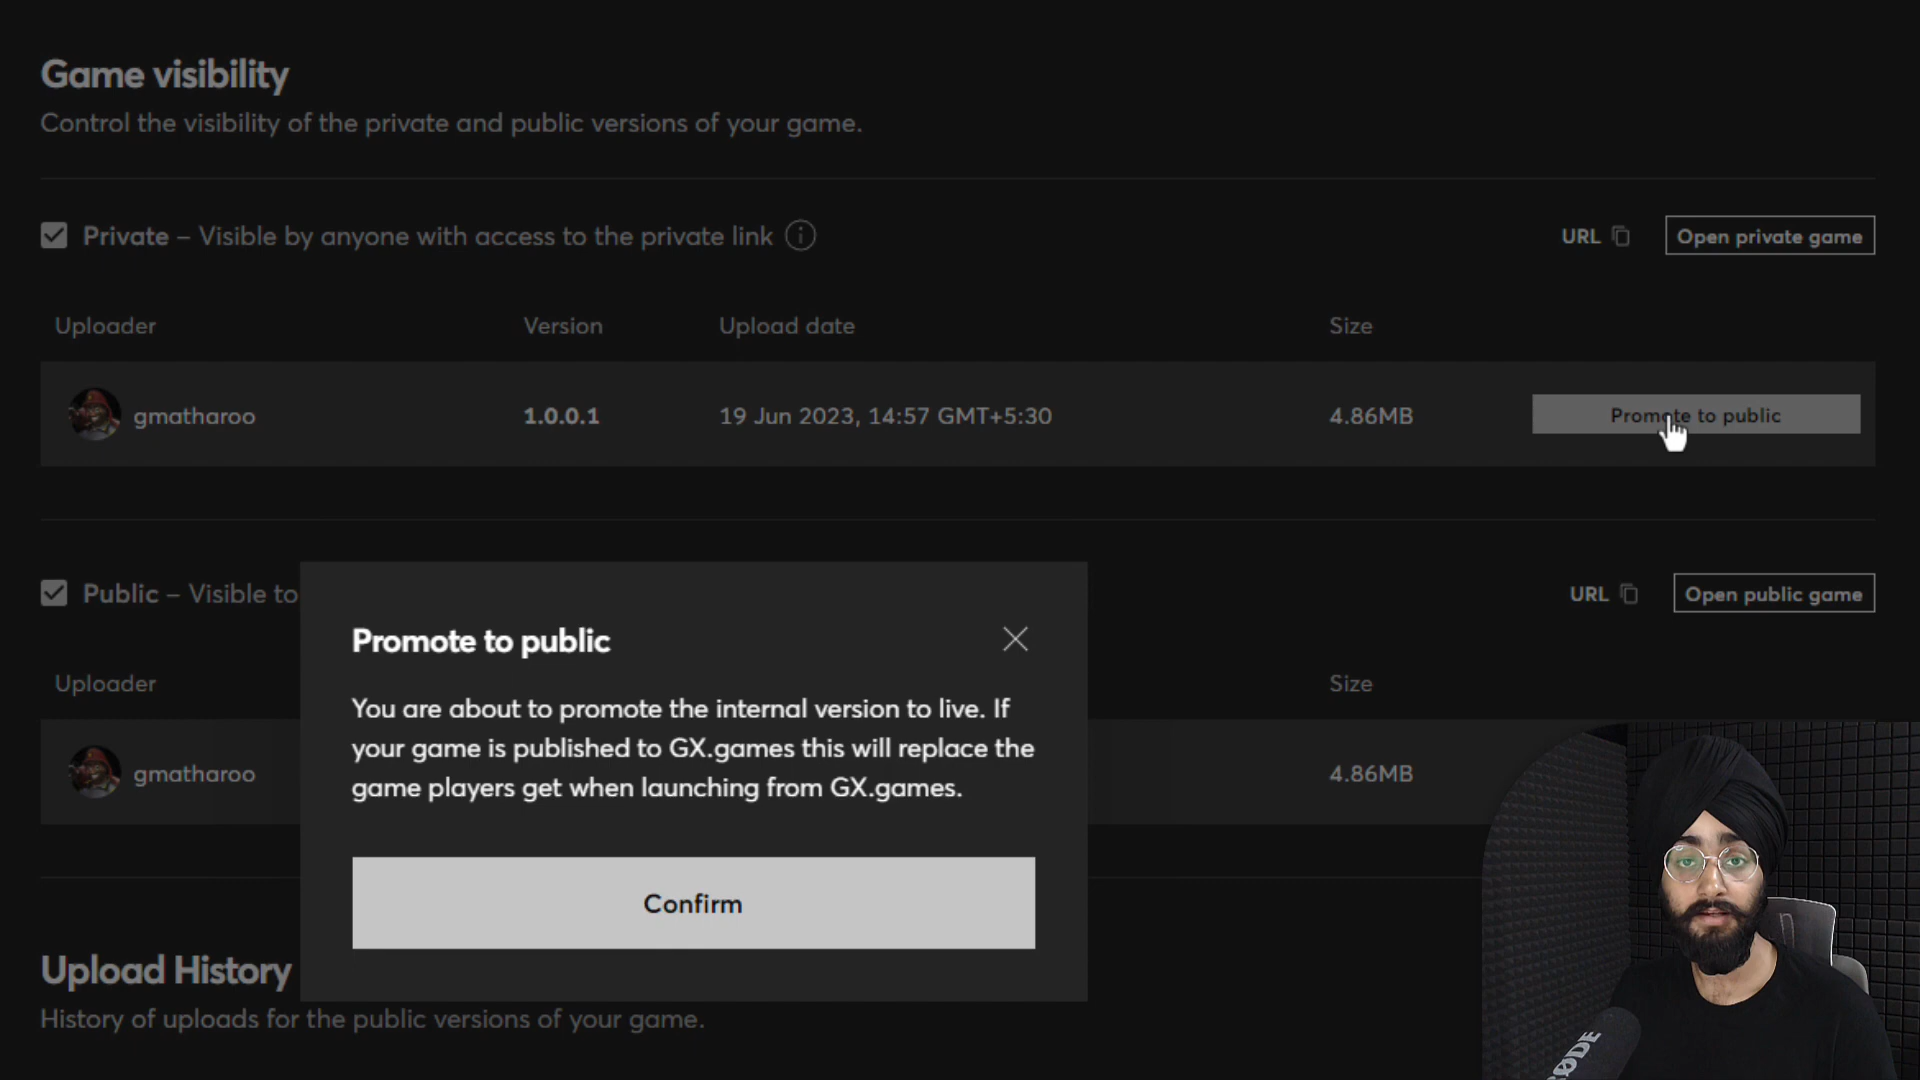 Game visibility
Control the visibility of the private and public versions of your game.
Private – Visible by anyone with access to the private link
URL
Open private game
Uploader Version Upload date Size
gmatharoo 1.0.0.1 19 Jun 2023, 14:57 GMT+5:30 4.86MB Promote to public
Public – Visible to
URL
Open public game
Uploader Size
gmatharoo 4.86MB
Promote to public
You are about to promote the internal version to live. If
your game is published to GX.games this will replace the
game players get when launching from GX.games.
Confirm
Upload History
History of uploads for the public versions of your game.